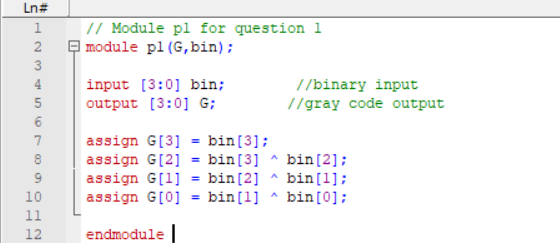 Ln#
1 // Module p1 for question 1
2 module p1(G,bin);
3
4 input [3:0] bin; //binary input
5 output [3:0] G; //gray code output
6
7 assign G[3] = bin[3];
8 assign G[2] = bin[3] ^ bin[2];
9 assign G[1] = bin[2] ^ bin[1];
10 assign G[0] = bin[1] ^ bin[0];
11
12 endmodule